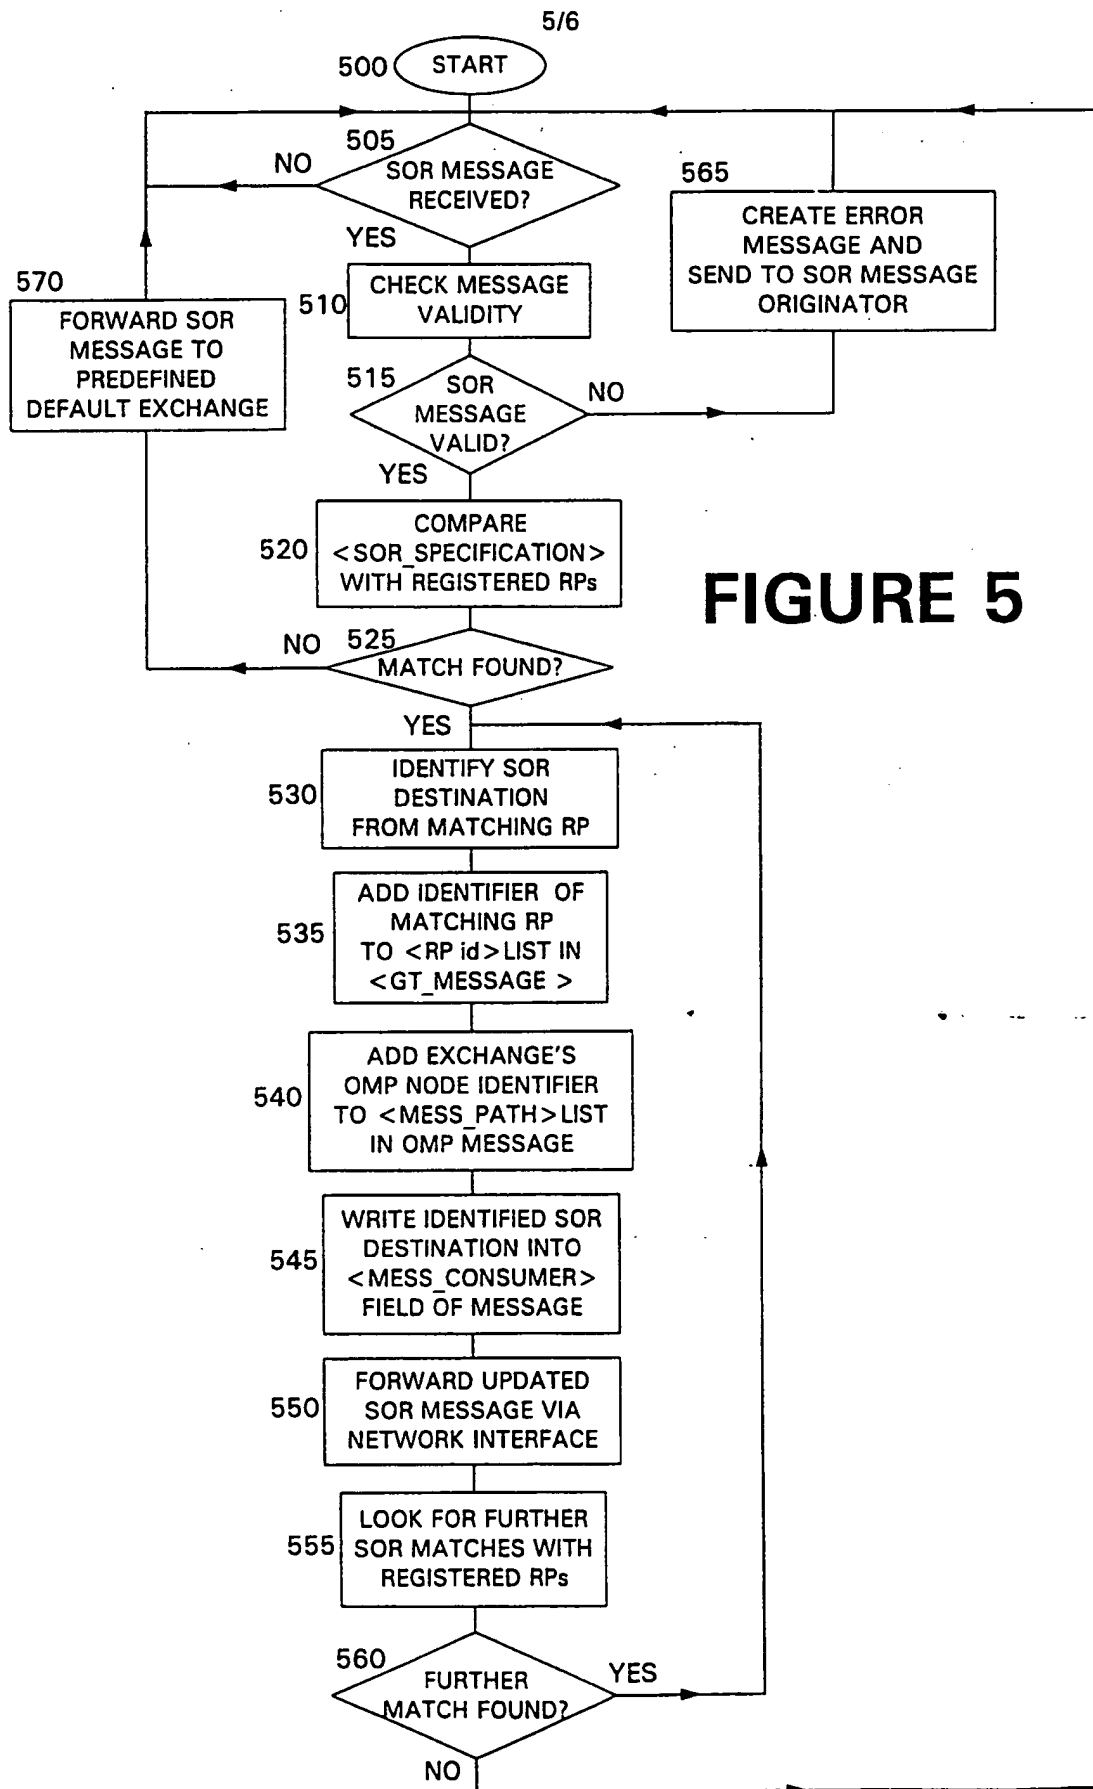 5/6
500
START
505
SOR MESSAGE
RECEIVED?
NO
YES
565
CREATE ERROR
MESSAGE AND
SEND TO SOR MESSAGE
ORIGINATOR
570
FORWARD SOR
MESSAGE TO
PREDEFINED
DEFAULT EXCHANGE
510
CHECK MESSAGE
VALIDITY
515
SOR
MESSAGE
VALID?
NO
YES
520
COMPARE
<SOR_SPECIFICATION>
WITH REGISTERED RPs
FIGURE 5
NO
525
MATCH FOUND?
YES
530
IDENTIFY SOR
DESTINATION
FROM MATCHING RP
535
ADD IDENTIFIER OF
MATCHING RP
TO <RP id> LIST IN
<GT_MESSAGE >
540
ADD EXCHANGE'S
OMP NODE IDENTIFIER
TO <MESS_PATH> LIST
IN OMP MESSAGE
545
WRITE IDENTIFIED SOR
DESTINATION INTO
<MESS_CONSUMER>
FIELD OF MESSAGE
550
FORWARD UPDATED
SOR MESSAGE VIA
NETWORK INTERFACE
555
LOOK FOR FURTHER
SOR MATCHES WITH
REGISTERED RPs
560
FURTHER
MATCH FOUND?
YES
NO